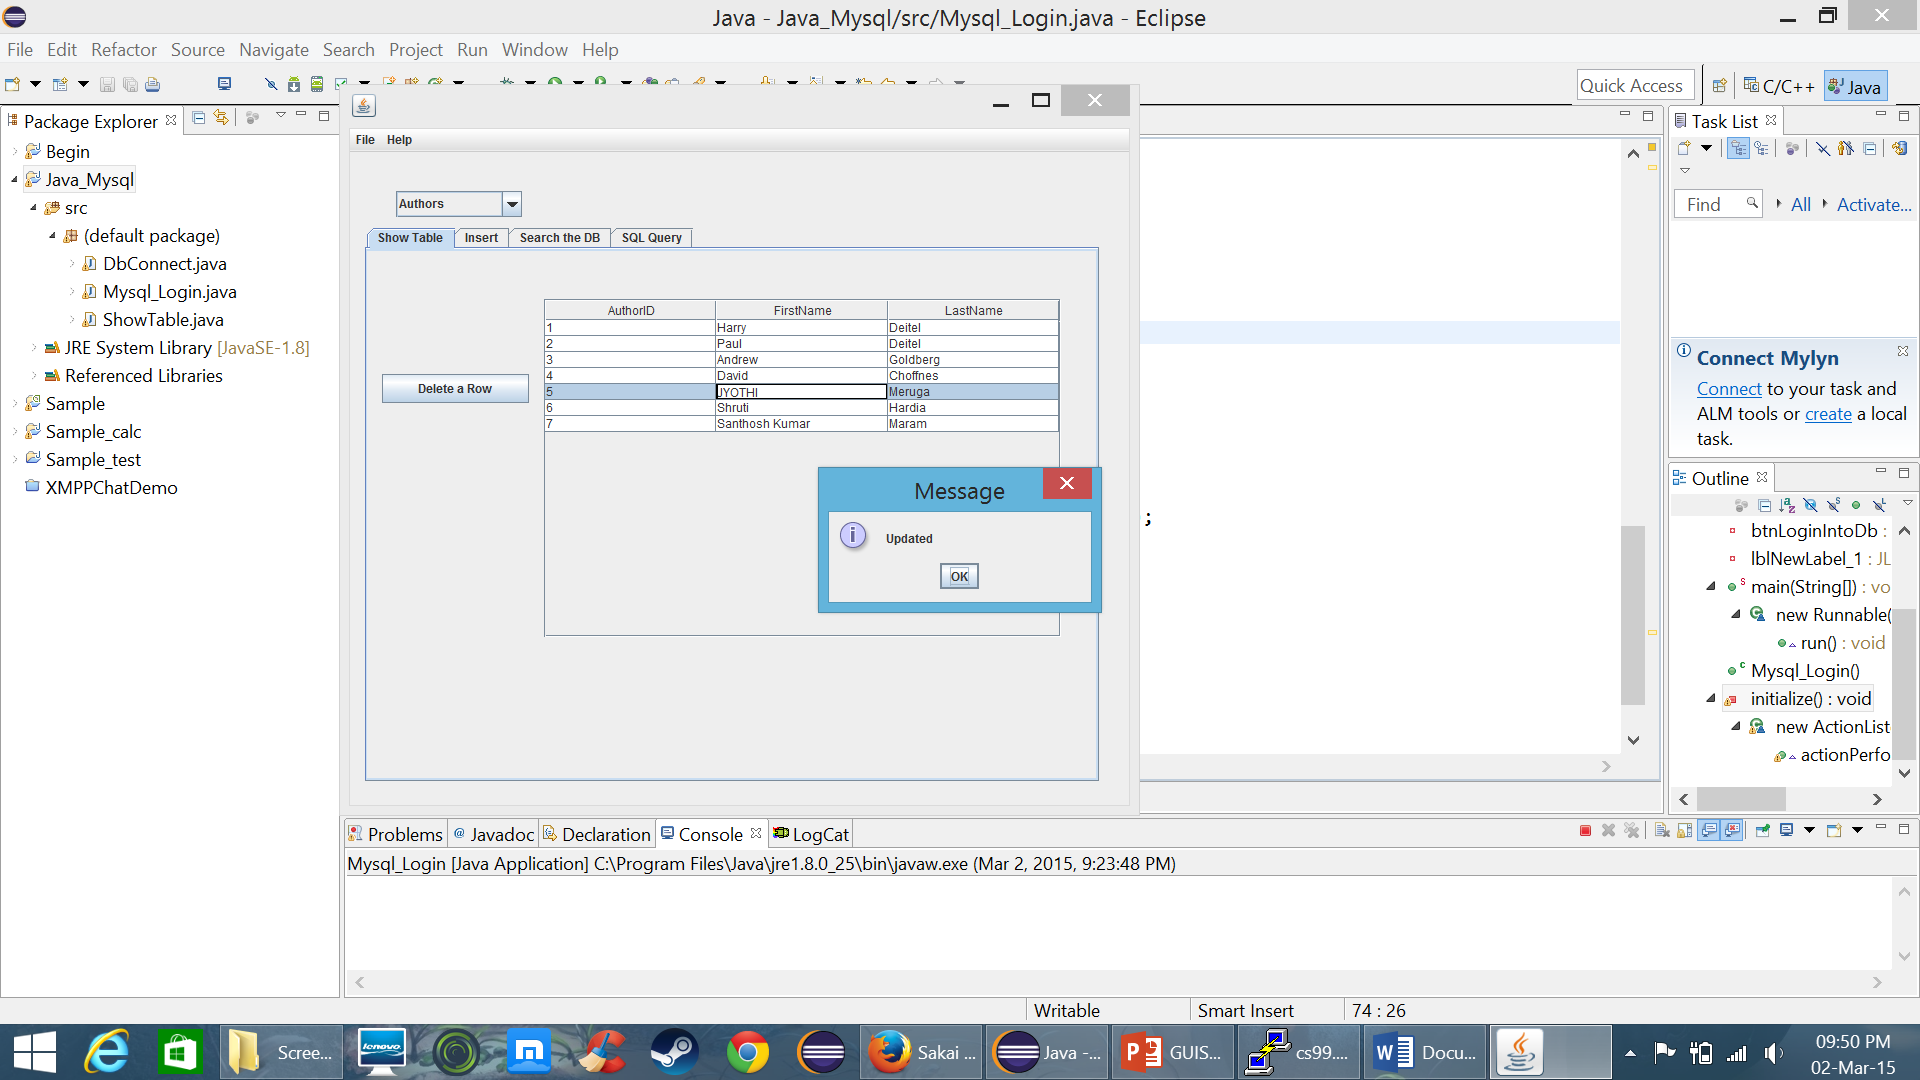 Java - Java_Mysql/src/Mysql_Login.java - Eclipse
File Edit Refactor Source Navigate Search Project Run Window Help
Quick Access
C/C++
Java
Package Explorer
Begin
Java_Mysql
src
(default package)
DbConnect.java
Mysql_Login.java
ShowTable.java
JRE System Library [JavaSE-1.8]
Referenced Libraries
Sample
Sample_calc
Sample_test
XMPPChatDemo
File Help
Authors
Show Table Insert Search the DB SQL Query
Delete a Row
AuthorID FirstName LastName
1 Harry Deitel
2 Paul Deitel
3 Andrew Goldberg
4 David Choffnes
5 JYOTHI Meruga
6 Shruti Hardia
7 Santhosh Kumar Maram
Message
Updated
OK
;
Task List
Find All Activate...
Connect Mylyn
Connect to your task and
ALM tools or create a local
task.
Outline
btnLoginIntoDb :
lblNewLabel_1 : JL
main(String[]) : vo
new Runnable(
run() : void
Mysql_Login()
initialize() : void
new ActionList
actionPerfo
Problems @ Javadoc Declaration Console LogCat
Mysql_Login [Java Application] C:\Program Files\Java\jre1.8.0_25\bin\javaw.exe (Mar 2, 2015, 9:23:48 PM)
Writable Smart Insert 74 : 26
Scree...
lenovo
Sakai ...
Java -...
GUIS...
cs99....
Docu...
09:50 PM
02-Mar-15